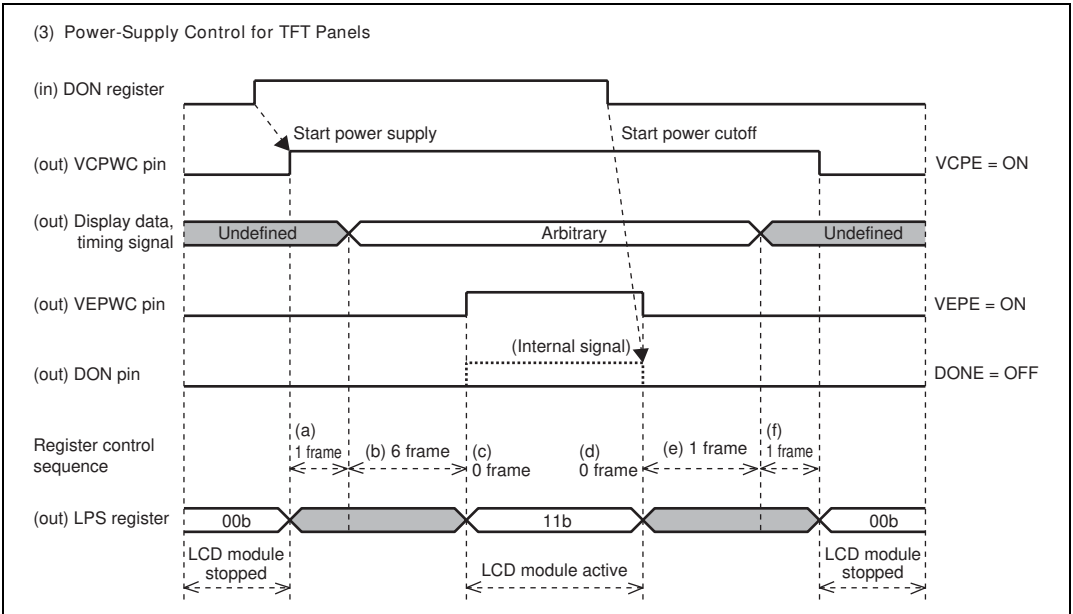 (3) Power-Supply Control for TFT Panels
(in) DON register
Start power supply
Start power cutoff
(out) VCPWC pin
VCPE = ON
(out) Display data,
timing signal
Undefined
Arbitrary
Undefined
(out) VEPWC pin
VEPE = ON
(Internal signal)
(out) DON pin
DONE = OFF
Register control
sequence
(a)
1 frame
(b) 6 frame
(c)
0 frame
(d)
0 frame
(e) 1 frame
(f)
1 frame
(out) LPS register
00b
11b
00b
LCD module
stopped
LCD module active
LCD module
stopped